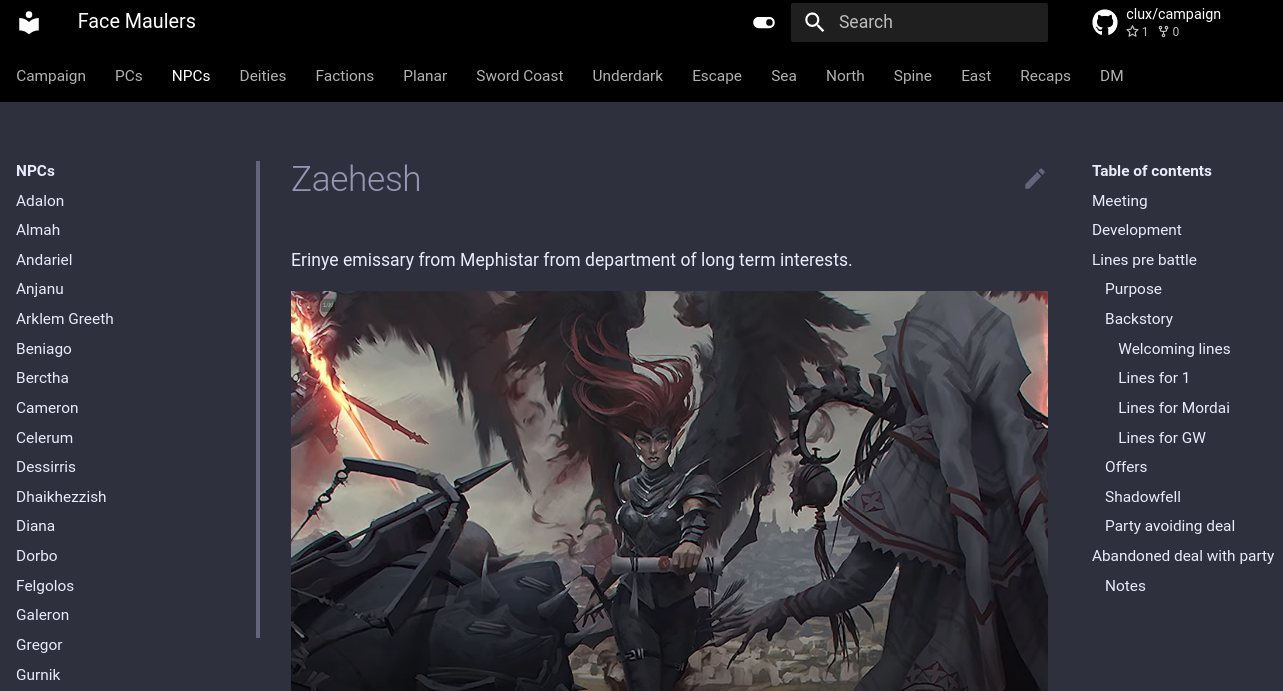 Face Maulers
Search
clux/campaign
1 0
Campaign PCs NPCs Deities Factions Planar Sword Coast Underdark Escape Sea North Spine East Recaps DM
NPCs
Adalon
Almah
Andariel
Anjanu
Arklem Greeth
Beniago
Berctha
Cameron
Celerum
Dessirris
Dhaikhezzish
Diana
Dorbo
Felgolos
Galeron
Gregor
Gurnik
Zaehesh
Erinye emissary from Mephistar from department of long term interests.
Table of contents
Meeting
Development
Lines pre battle
Purpose
Backstory
Welcoming lines
Lines for 1
Lines for Mordai
Lines for GW
Offers
Shadowfell
Party avoiding deal
Abandoned deal with party
Notes